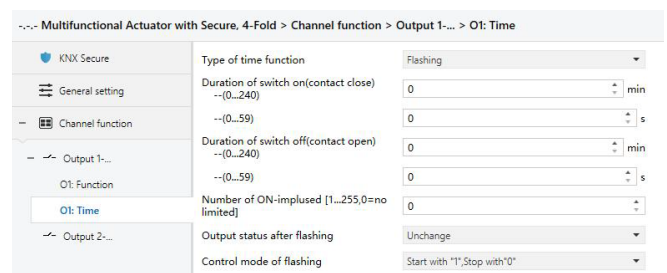 -.-.- Multifunctional Actuator with Secure, 4-Fold > Channel function > Output 1-... > O1: Time
KNX Secure
General setting
Channel function
Output 1-...
O1: Function
O1: Time
Output 2-...
Type of time function Flashing
Duration of switch on(contact close)
--(0...240) 0 min
--(0...59) 0 s
Duration of switch off(contact open)
--(0...240) 0 min
--(0...59) 0 s
Number of ON-implused [1...255,0=no
limited] 0
Output status after flashing Unchange
Control mode of flashing Start with "1",Stop with"0"